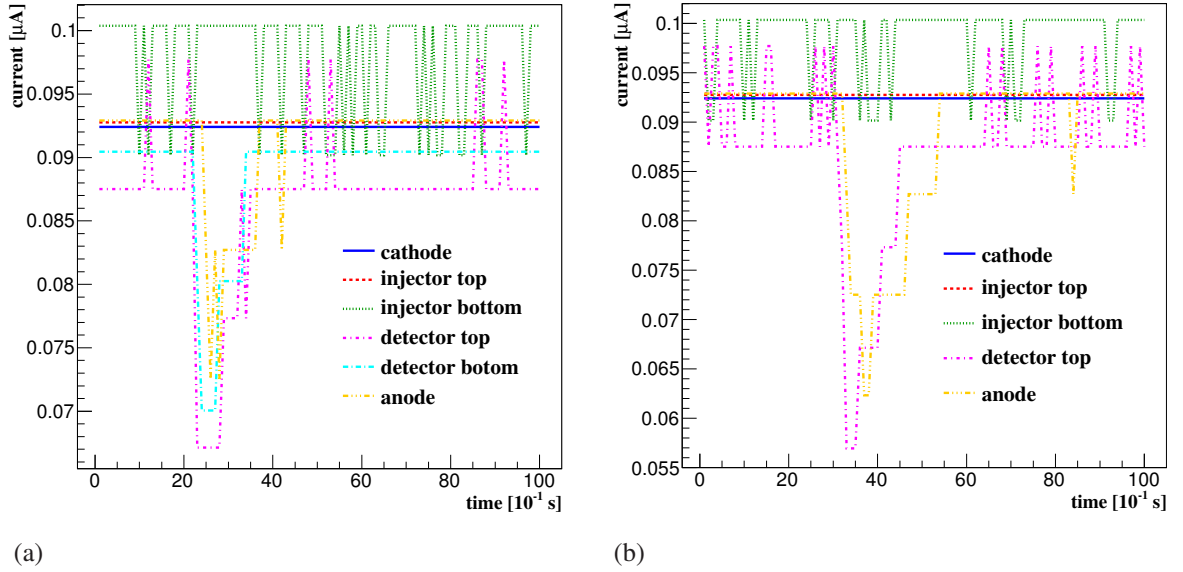 current [μA]
0.1
0.095
0.09
0.085
0.08
0.075
0.07
cathode
injector top
injector bottom
detector top
detector botom
anode
0 20 40 60 80 100
time [10⁻¹ s]
(a)
current [μA]
0.1
0.095
0.09
0.085
0.08
0.075
0.07
0.065
0.06
0.055
cathode
injector top
injector bottom
detector top
anode
0 20 40 60 80 100
time [10⁻¹ s]
(b)